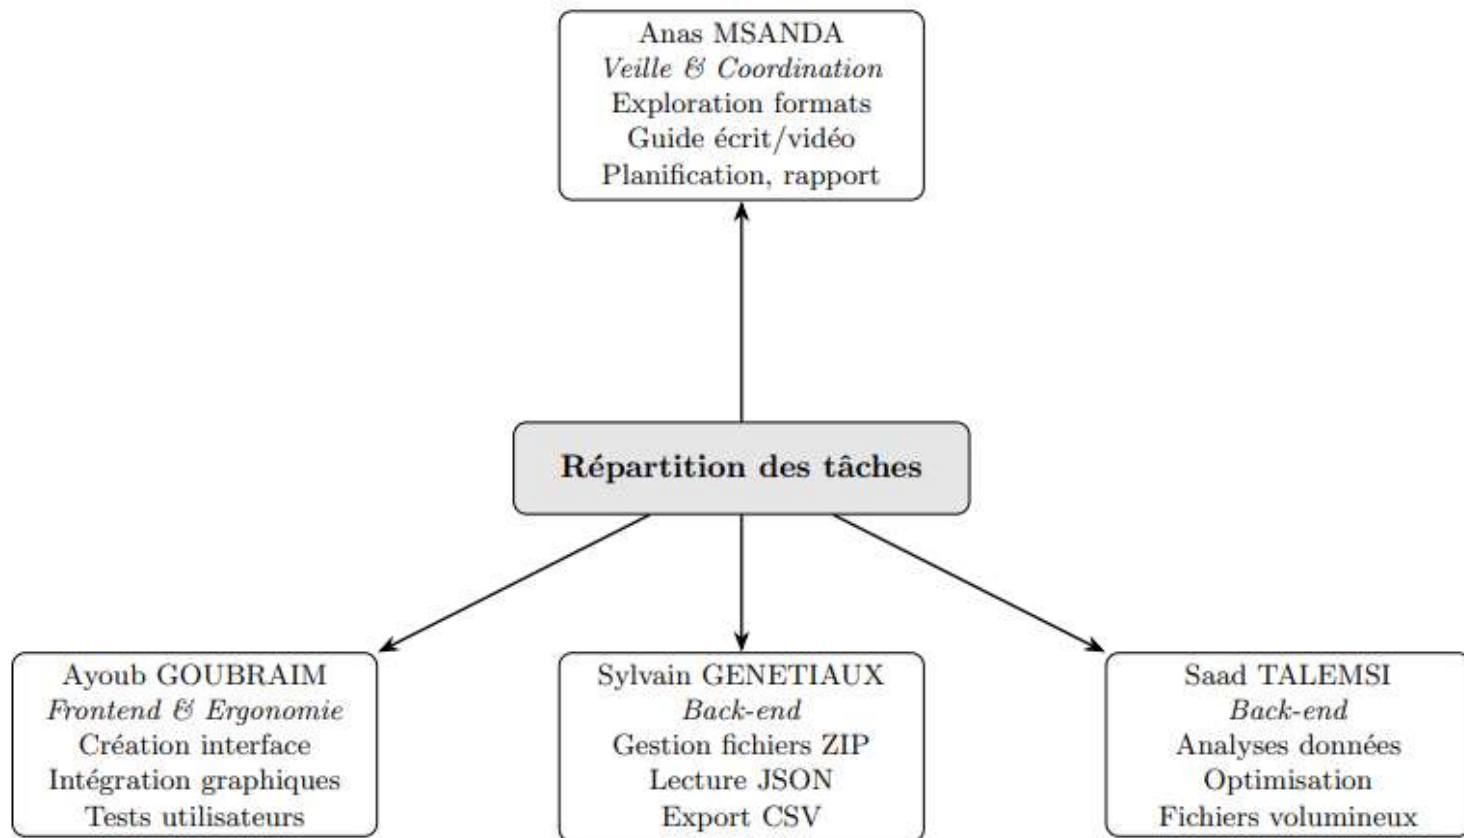 Anas MSANDA
Veille & Coordination
Exploration formats
Guide écrit/vidéo
Planification, rapport
Répartition des tâches
Ayoub GOUBRAIM
Frontend & Ergonomie
Création interface
Intégration graphiques
Tests utilisateurs
Sylvain GENETIAUX
Back-end
Gestion fichiers ZIP
Lecture JSON
Export CSV
Saad TALEMSI
Back-end
Analyses données
Optimisation
Fichiers volumineux